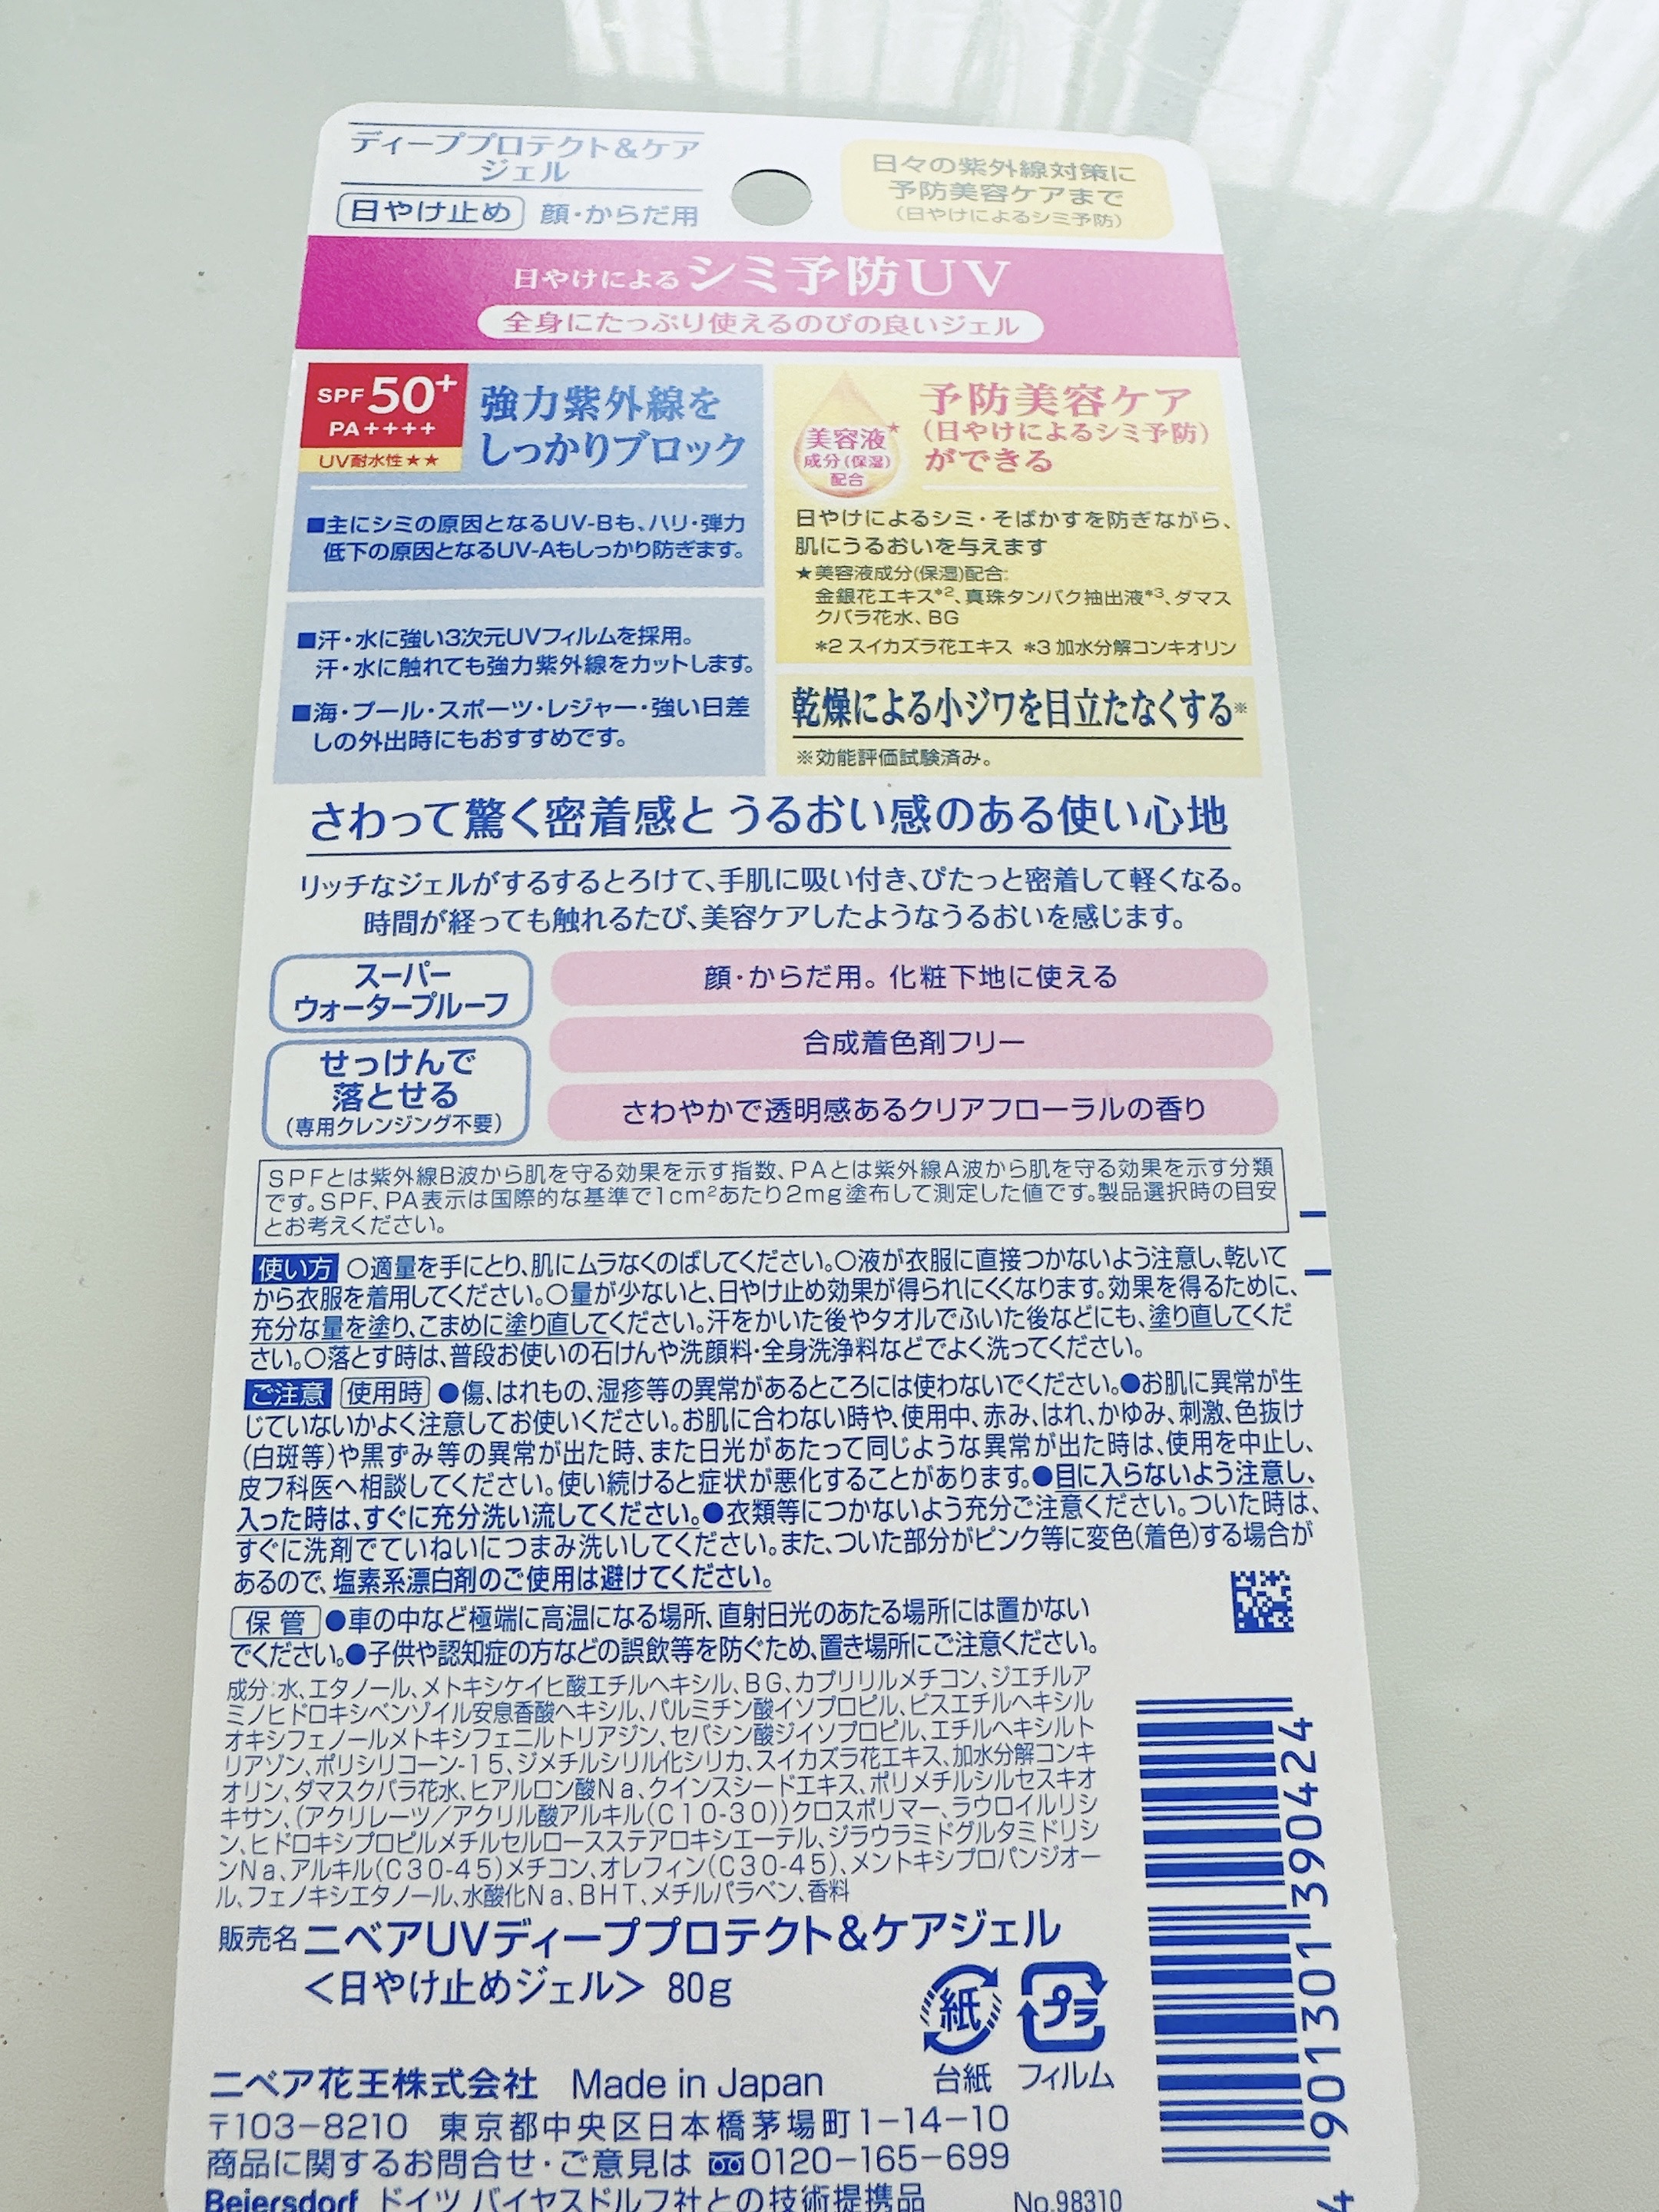 ディーププロテクト&ケア
ジェル
日やけ止め 顔・からだ用
日々の紫外線対策に
予防美容ケアまで
(日やけによるシミ予防)
日やけによるシミ予防UV
全身にたっぷり使えるのびの良いジェル
SPF50+
PA++++
UV耐水性★★
強力紫外線を
しっかりブロック
■主にシミの原因となるUV-Bも、ハリ・弾力
低下の原因となるUV-Aもしっかり防ぎます。
■汗・水に強い3次元UVフィルムを採用。
汗・水に触れても強力紫外線をカットします。
■海・プール・スポーツ・レジャー・強い日差
しの外出時にもおすすめです。
美容液★
成分(保湿)
配合
予防美容ケア
(日やけによるシミ予防)
ができる
日やけによるシミ・そばかすを防ぎながら、
肌にうるおいを与えます
★美容液成分(保湿)配合:
金銀花エキス*2、真珠タンパク抽出液*3、ダマス
クバラ花水、BG
*2 スイカズラ花エキス *3 加水分解コンキオリン
乾燥による小ジワを目立たなくする※
※効能評価試験済み。
さわって驚く密着感と うるおい感のある使い心地
リッチなジェルがするするとろけて、手肌に吸い付き、ぴたっと密着して軽くなる。
時間が経っても触れるたび、美容ケアしたようなうるおいを感じます。
スーパー
ウォータープルーフ
せっけんで
落とせる
(専用クレンジング不要)
顔・からだ用。化粧下地に使える
合成着色剤フリー
さわやかで透明感あるクリアフローラルの香り
SPFとは紫外線B波から肌を守る効果を示す指数、PAとは紫外線A波から肌を守る効果を示す分類
です。SPF、PA表示は国際的な基準で1cm²あたり2mg塗布して測定した値です。製品選択時の目安
とお考えください。
使い方 ○適量を手にとり、肌にムラなくのばしてください。○液が衣服に直接つかないよう注意し、乾いて
から衣服を着用してください。○量が少ないと、日やけ止め効果が得られにくくなります。効果を得るために、
充分な量を塗り、こまめに塗り直してください。汗をかいた後やタオルでふいた後などにも、塗り直してくだ
さい。○落とす時は、普段お使いの石けんや洗顔料・全身洗浄料などでよく洗ってください。
ご注意 使用時 ●傷、はれもの、湿疹等の異常があるところには使わないでください。●お肌に異常が生
じていないかよく注意してお使いください。お肌に合わない時や、使用中、赤み、はれ、かゆみ、刺激、色抜け
(白斑等)や黒ずみ等の異常が出た時、また日光があたって同じような異常が出た時は、使用を中止し、
皮フ科医へ相談してください。使い続けると症状が悪化することがあります。●目に入らないよう注意し、
入った時は、すぐに充分洗い流してください。●衣類等につかないよう充分ご注意ください。ついた時は、
すぐに洗剤でていねいにつまみ洗いしてください。また、ついた部分がピンク等に変色(着色)する場合が
あるので、塩素系漂白剤のご使用は避けてください。
保管 ●車の中など極端に高温になる場所、直射日光のあたる場所には置かない
でください。●子供や認知症の方などの誤飲等を防ぐため、置き場所にご注意ください。
成分:水、エタノール、メトキシケイヒ酸エチルヘキシル、BG、カプリリルメチコン、ジエチルア
ミノヒドロキシベンゾイル安息香酸ヘキシル、パルミチン酸イソプロピル、ビスエチルヘキシル
オキシフェノールメトキシフェニルトリアジン、セバシン酸ジイソプロピル、エチルヘキシルト
リアゾン、ポリシリコーン-15、ジメチルシリル化シリカ、スイカズラ花エキス、加水分解コンキ
オリン、ダマスクバラ花水、ヒアルロン酸Na、クインスシードエキス、ポリメチルシルセスキオ
キサン、(アクリレーツ/アクリル酸アルキル(C10-30))クロスポリマー、ラウロイルリシ
ン、ヒドロキシプロピルメチルセルロースステアロキシエーテル、ジラウラミドグルタミドリシ
ンNa、アルキル(C30-45)メチコン、オレフィン(C30-45)、メントキシプロパンジオー
ル、フェノキシエタノール、水酸化Na、BHT、メチルパラベン、香料
販売名 ニベアUVディーププロテクト&ケアジェル
<日やけ止めジェル> 80g
紙 プラ
台紙 フィルム
ニベア花王株式会社 Made in Japan
〒103-8210 東京都中央区日本橋茅場町1-14-10
商品に関するお問合せ・ご意見は 0120-165-699
Beiersdorf ドイツ バイヤスドルフ社との技術提携品 No.98310
4 901301 390424